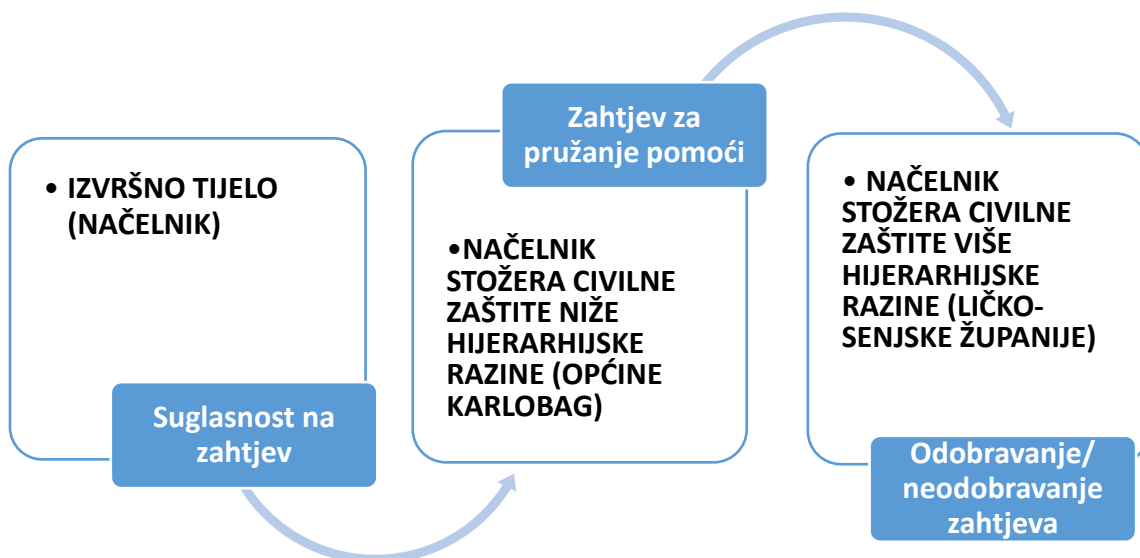 • IZVRŠNO TIJELO
(NAČELNIK)
Suglasnost na
zahtjev
Zahtjev za
pružanje pomoći
•NAČELNIK
STOŽERA CIVILNE
ZAŠTITE NIŽE
HIJERARHIJSKE
RAZINE (OPĆINE
KARLOBAG)
• NAČELNIK
STOŽERA CIVILNE
ZAŠTITE VIŠE
HIJERARHIJSKE
RAZINE (LIČKO-
SENJSKE ŽUPANIJE)
Odobravanje/
neodobravanje
zahtjeva